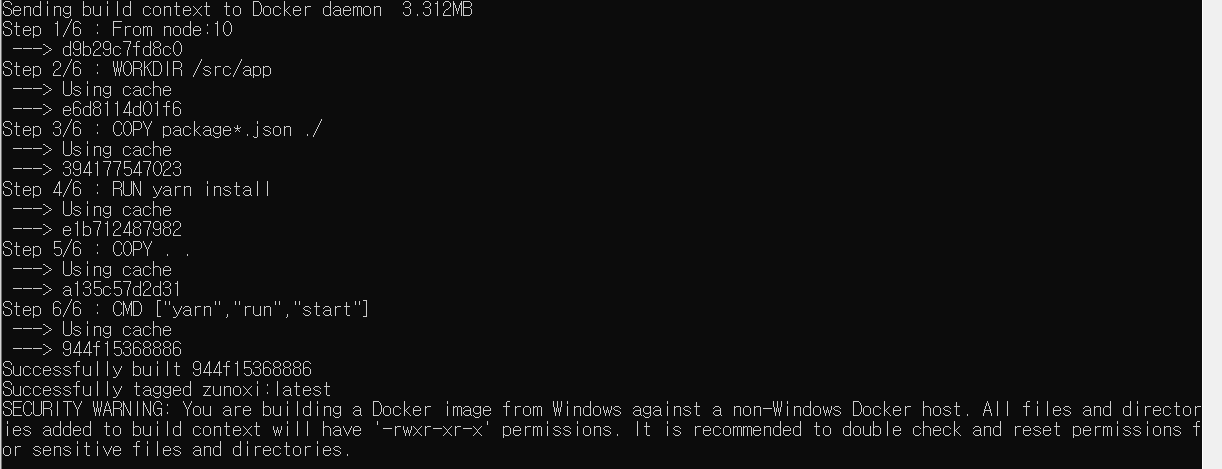 Sending build context to Docker daemon  3.312MB
Step 1/6 : From node:10
 ---> d9b29c7fd8c0
Step 2/6 : WORKDIR /src/app
 ---> Using cache
 ---> e6d8114d01f6
Step 3/6 : COPY package*.json ./
 ---> Using cache
 ---> 394177547023
Step 4/6 : RUN yarn install
 ---> Using cache
 ---> e1b712487982
Step 5/6 : COPY . .
 ---> Using cache
 ---> a135c57d2d31
Step 6/6 : CMD ["yarn","run","start"]
 ---> Using cache
 ---> 944f15368886
Successfully built 944f15368886
Successfully tagged zunoxi:latest
SECURITY WARNING: You are building a Docker image from Windows against a non-Windows Docker host. All files and director
ies added to build context will have '-rwxr-xr-x' permissions. It is recommended to double check and reset permissions f
or sensitive files and directories.